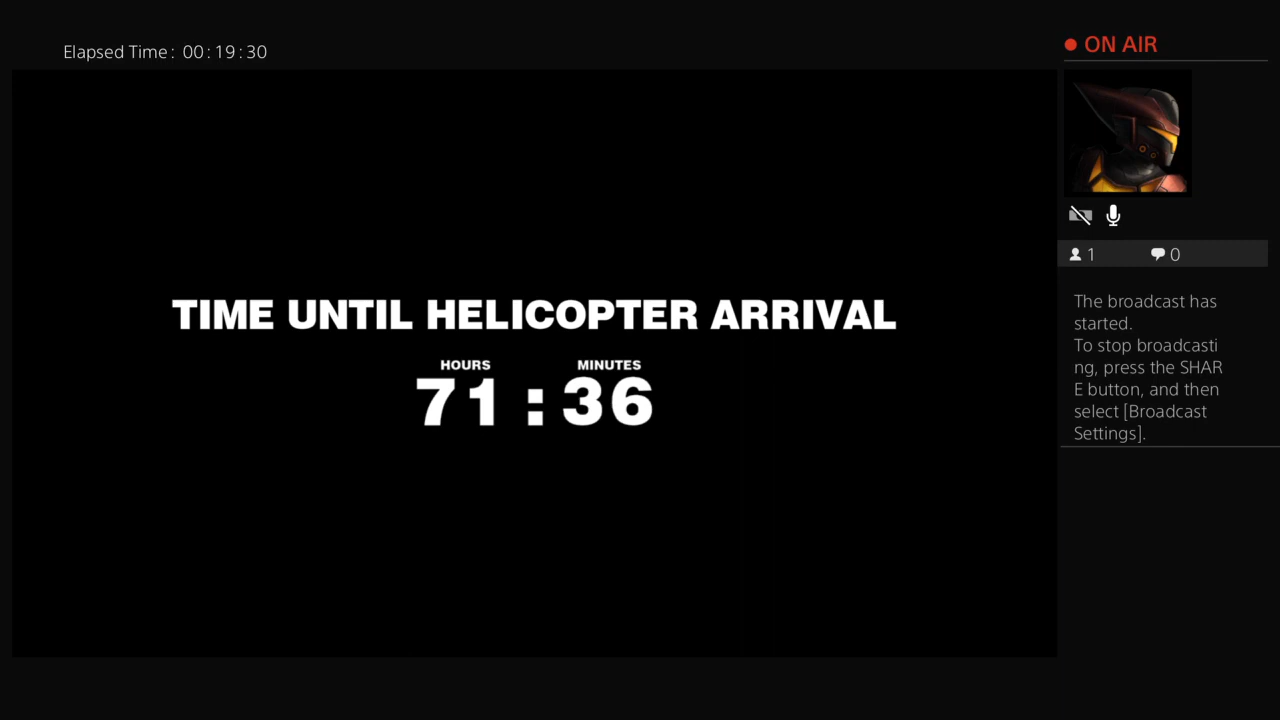 Elapsed Time: 00:19:30
ON AIR
TIME UNTIL HELICOPTER ARRIVAL
HOURS MINUTES
71:36
1 0
The broadcast has
started.
To stop broadcasti
ng, press the SHAR
E button, and then
select [Broadcast
Settings].